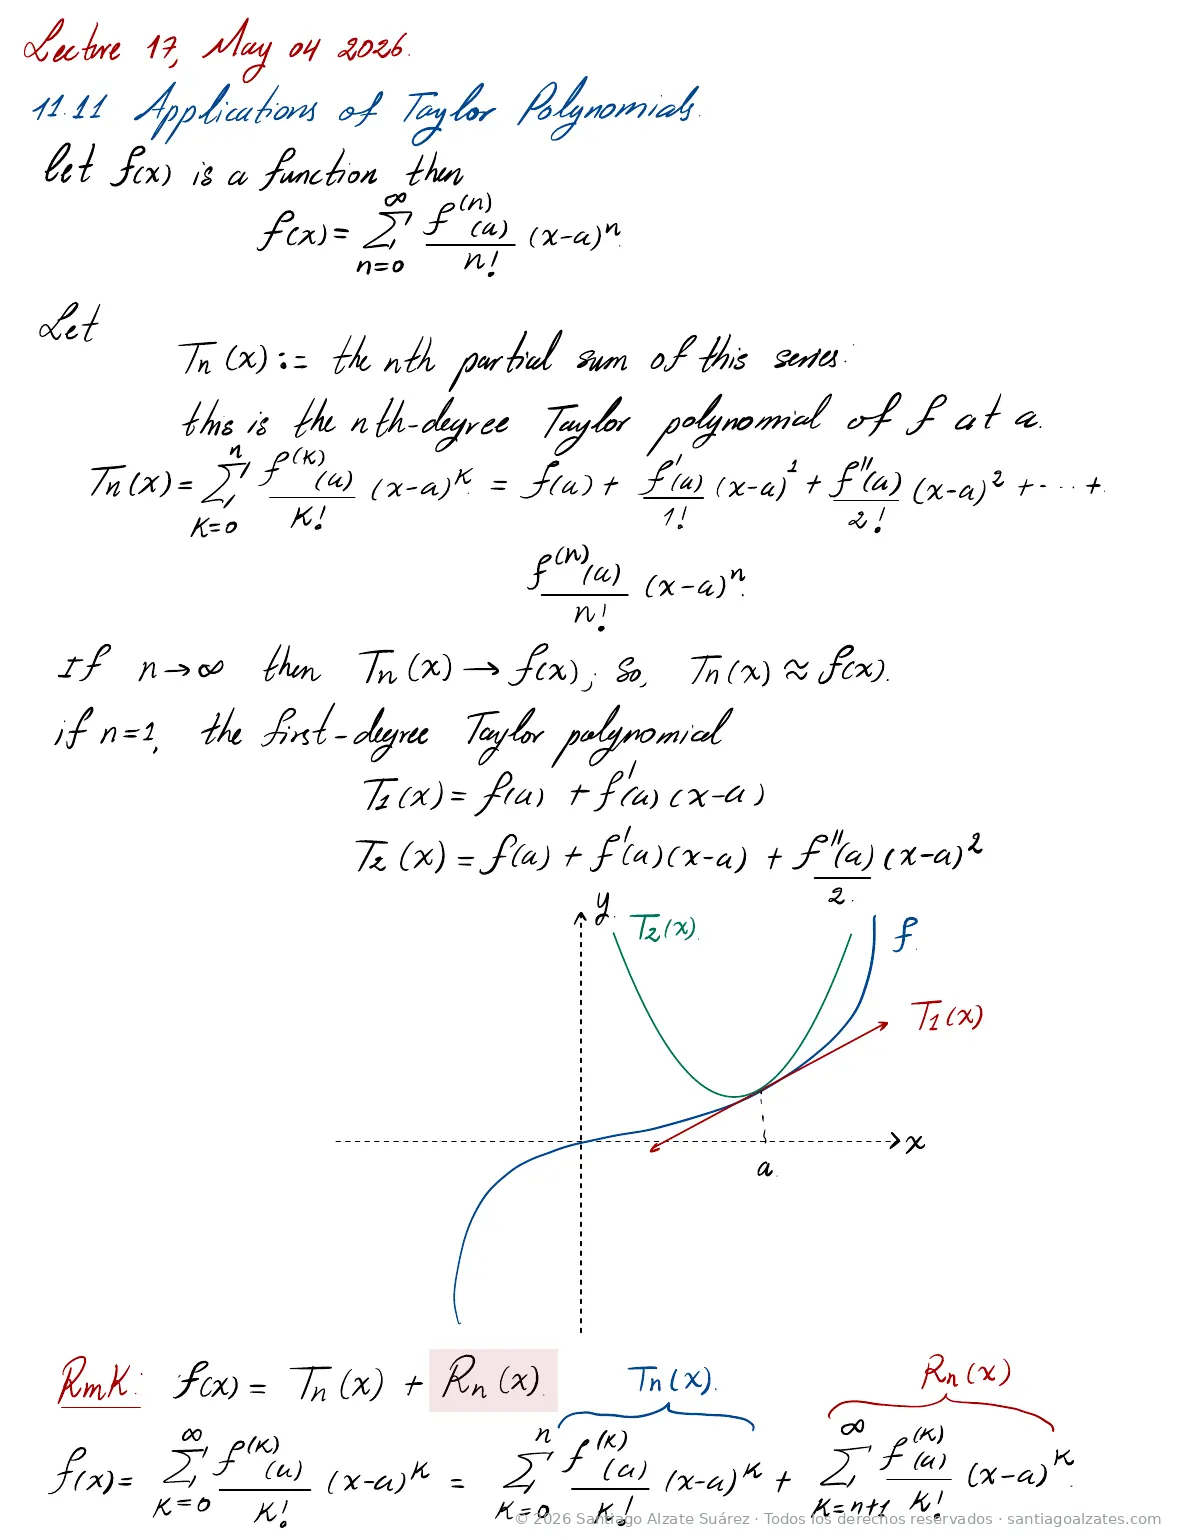 Lecture 17, May 04 2026.
11.11 Applications of Taylor Polynomials.
let f(x) is a function then
f(x) = ∑_{n=0}^{∞} f^{(n)}(a)/n! (x-a)^n.
Let
Tn(x) := the nth partial sum of this series.
this is the nth-degree Taylor polynomial of f at a.
Tn(x) = ∑_{K=0}^{n} f^{(K)}(a)/K! (x-a)^K = f(a) + f'(a)/1! (x-a)^1 + f''(a)/2! (x-a)^2 + ··· +
f^{(n)}(a)/n! (x-a)^n.
If n→∞ then Tn(x) → f(x); so, Tn(x) ≈ f(x).
if n=1, the first-degree Taylor polynomial
T1(x) = f(a) + f'(a)(x-a)
T2(x) = f(a) + f'(a)(x-a) + f''(a)/2 (x-a)^2
y
T2(x)
f
T1(x)
x
a
RmK: f(x) = Tn(x) + Rn(x)
Tn(x) Rn(x)
f(x) = ∑_{K=0}^{∞} f^{(K)}(a)/K! (x-a)^K = ∑_{K=0}^{n} f^{(K)}(a)/K! (x-a)^K + ∑_{K=n+1}^{∞} f^{(K)}(a)/K! (x-a)^K
© 2026 Santiago Alzate Suárez · Todos los derechos reservados · santiagoalzates.com